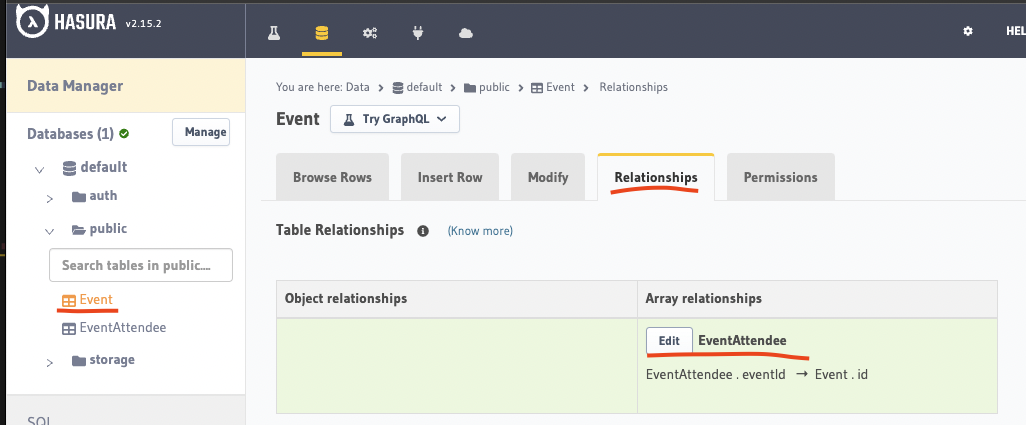 HASURA v2.15.2
HEL
Data Manager
You are here: Data > default > public > Event > Relationships
Event
Try GraphQL
Databases (1)
Manage
default
auth
public
Search tables in public....
Event
EventAttendee
storage
SQL
Browse Rows
Insert Row
Modify
Relationships
Permissions
Table Relationships (Know more)
Object relationships
Array relationships
Edit EventAttendee
EventAttendee . eventId → Event . id